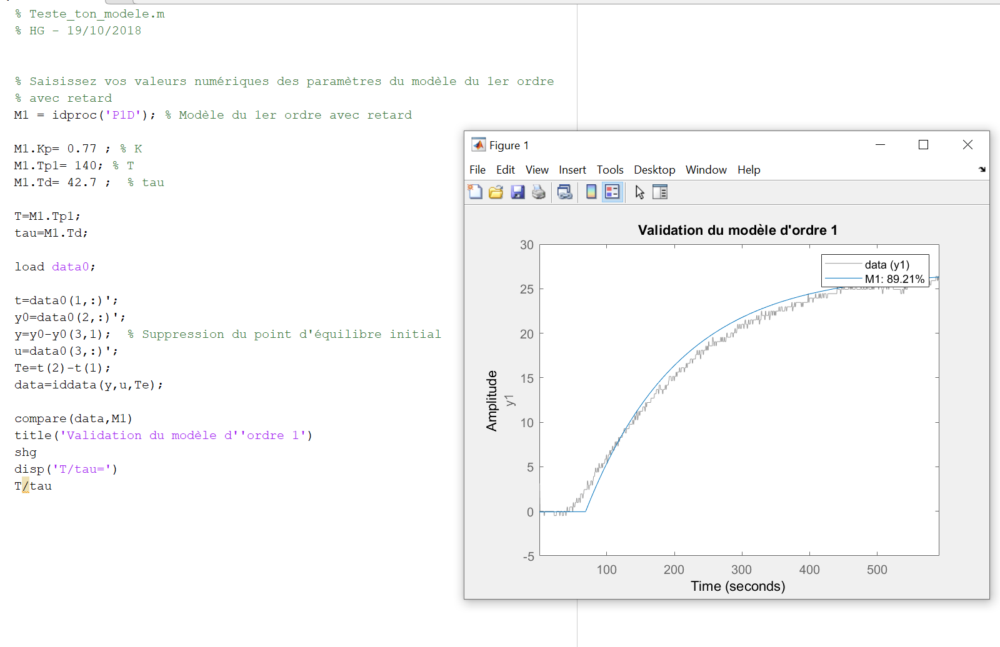 % Teste_ton_modele.m
% HG - 19/10/2018
% Saisissez vos valeurs numériques des paramètres du modèle du 1er ordre
% avec retard
M1 = idproc('P1D'); % Modèle du 1er ordre avec retard
M1.Kp= 0.77 ; % K
M1.Tp1= 140; % T
M1.Td= 42.7 ;  % tau
T=M1.Tp1;
tau=M1.Td;
load data0;
t=data0(1,:)';
y0=data0(2,:)';
y=y0-y0(3,1);  % Suppression du point d'équilibre initial
u=data0(3,:)';
Te=t(2)-t(1);
data=iddata(y,u,Te);
compare(data,M1)
title('Validation du modèle d''ordre 1')
shg
disp('T/tau=')
T/tau
Figure 1
File Edit View Insert Tools Desktop Window Help
Validation du modèle d'ordre 1
data (y1)
M1: 89.21%
30
25
20
15
10
5
0
-5
Amplitude
y1
100 200 300 400 500
Time (seconds)